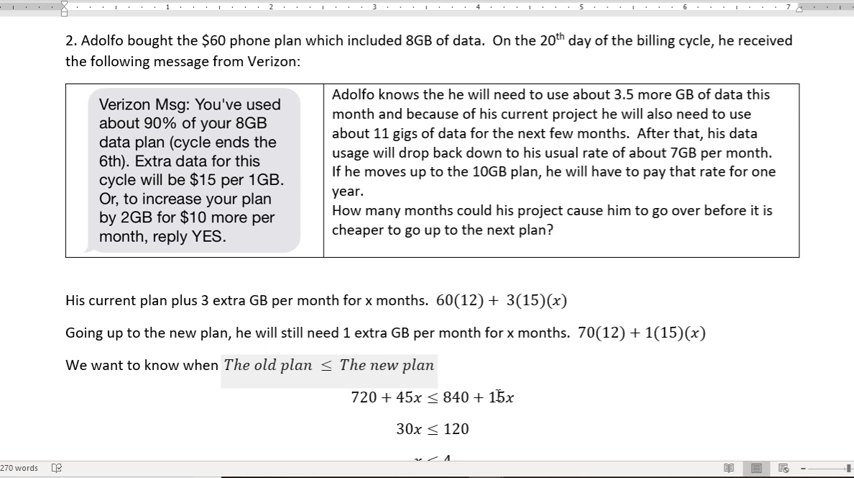 1 2 3 4 5 6 7
2. Adolfo bought the $60 phone plan which included 8GB of data. On the 20th day of the billing cycle, he received
the following message from Verizon:
Verizon Msg: You've used
about 90% of your 8GB
data plan (cycle ends the
6th). Extra data for this
cycle will be $15 per 1GB.
Or, to increase your plan
by 2GB for $10 more per
month, reply YES.
Adolfo knows the he will need to use about 3.5 more GB of data this
month and because of his current project he will also need to use
about 11 gigs of data for the next few months. After that, his data
usage will drop back down to his usual rate of about 7GB per month.
If he moves up to the 10GB plan, he will have to pay that rate for one
year.
How many months could his project cause him to go over before it is
cheaper to go up to the next plan?
His current plan plus 3 extra GB per month for x months. 60(12) + 3(15)(x)
Going up to the new plan, he will still need 1 extra GB per month for x months. 70(12) + 1(15)(x)
We want to know when The old plan ≤ The new plan
720 + 45x ≤ 840 + 15x
30x ≤ 120
270 words